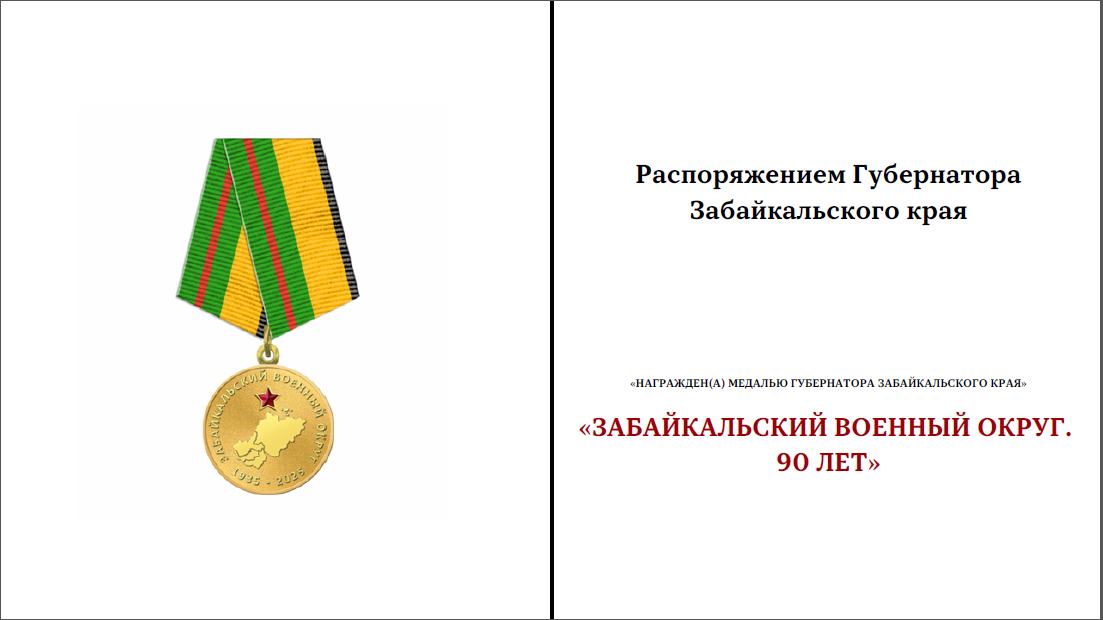 ЗАБАЙКАЛЬСКИЙ ВОЕННЫЙ ОКРУГ
1935 - 2025
Распоряжением Губернатора
Забайкальского края
«НАГРАЖДЕН(А) МЕДАЛЬЮ ГУБЕРНАТОРА ЗАБАЙКАЛЬСКОГО КРАЯ»
«ЗАБАЙКАЛЬСКИЙ ВОЕННЫЙ ОКРУГ.
90 ЛЕТ»